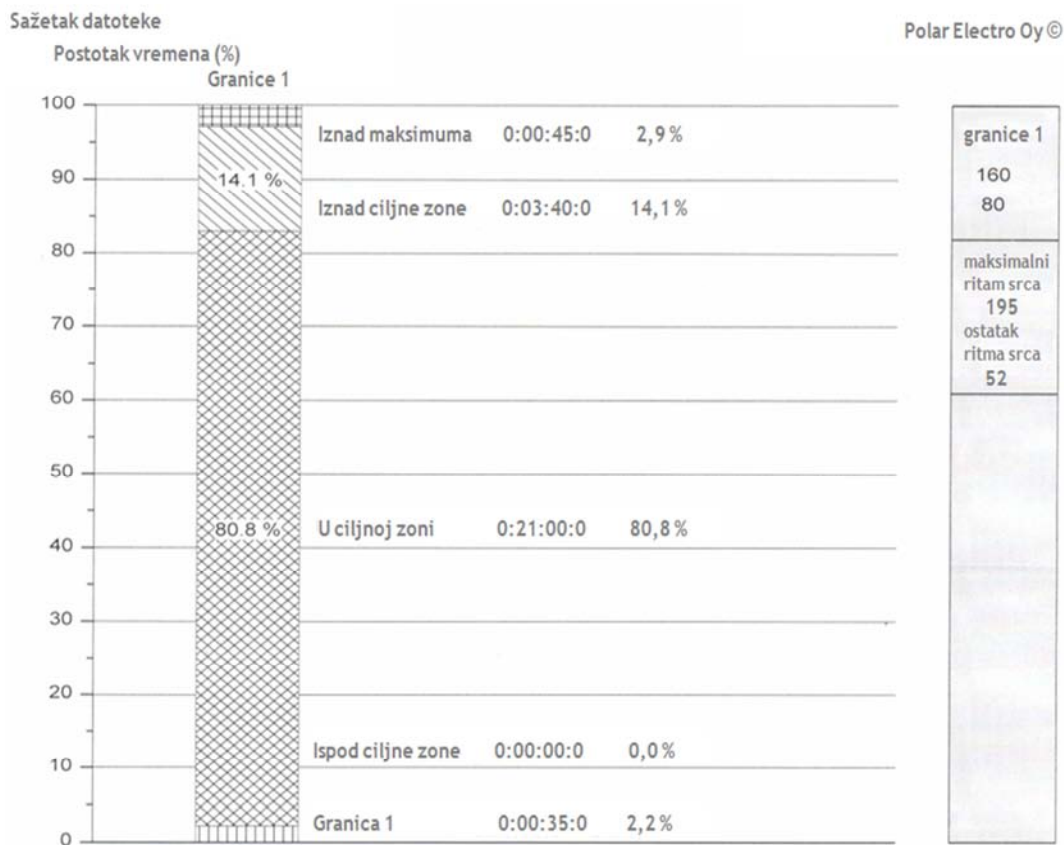 Sažetak datoteke
Polar Electro Oy ©
Postotak vremena (%)
Granice 1
100
90
80
70
60
50
40
30
20
10
0
14.1 %
80.8 %
Iznad maksimuma 0:00:45:0 2,9%
Iznad ciljne zone 0:03:40:0 14,1%
U ciljnoj zoni 0:21:00:0 80,8%
Ispod ciljne zone 0:00:00:0 0,0%
Granica 1 0:00:35:0 2,2%
granice 1
160
80
maksimalni
ritam srca
195
ostatak
ritma srca
52